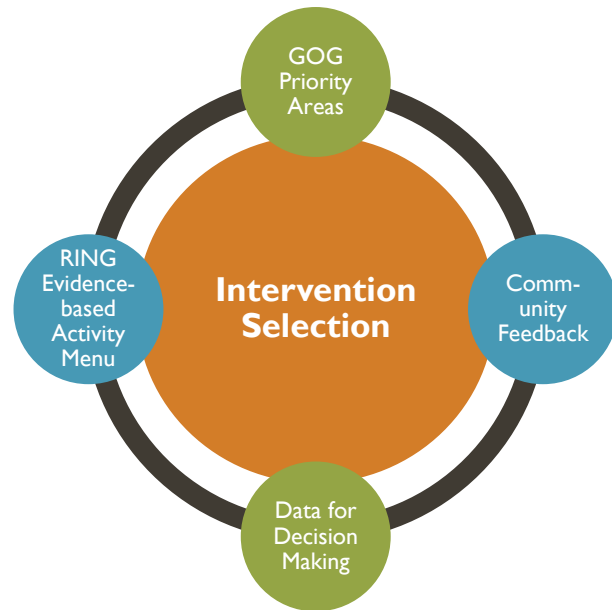 GOG
Priority
Areas
RING
Evidence-
based
Activity
Menu
Intervention
Selection
Comm-
unity
Feedback
Data for
Decision
Making